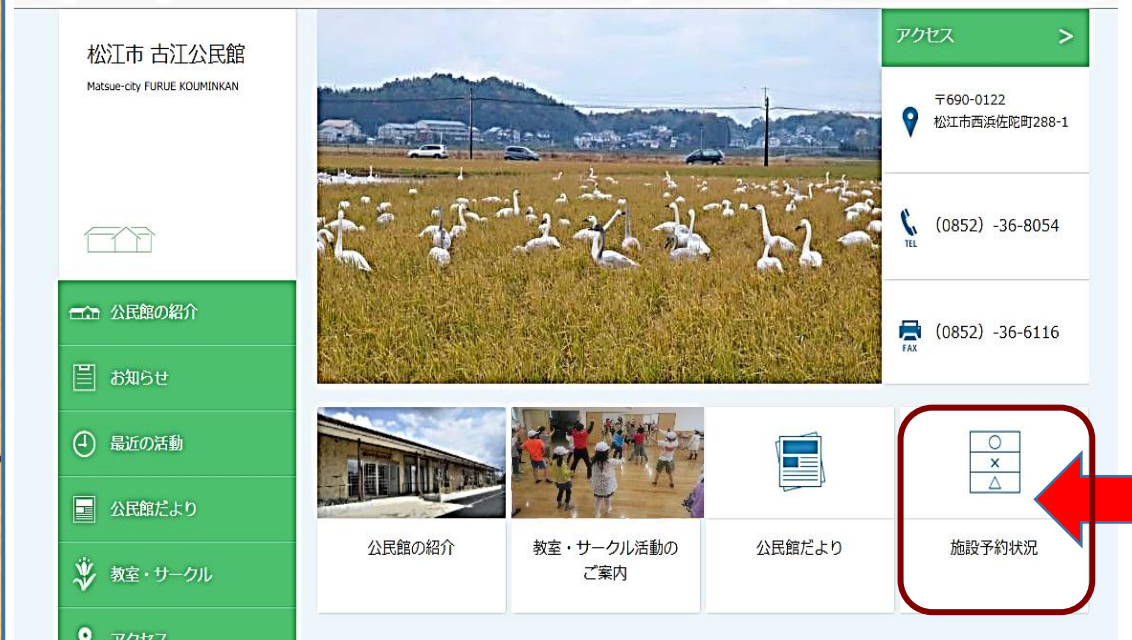 松江市 古江公民館
Matsue-city FURUE KOUMINKAN
公民館の紹介
お知らせ
最近の活動
公民館だより
教室・サークル
アクセス
アクセス >
〒690-0122
松江市西浜佐陀町288-1
TEL
(0852) -36-8054
FAX
(0852) -36-6116
公民館の紹介
教室・サークル活動の
ご案内
公民館だより
○
×
△
施設予約状況